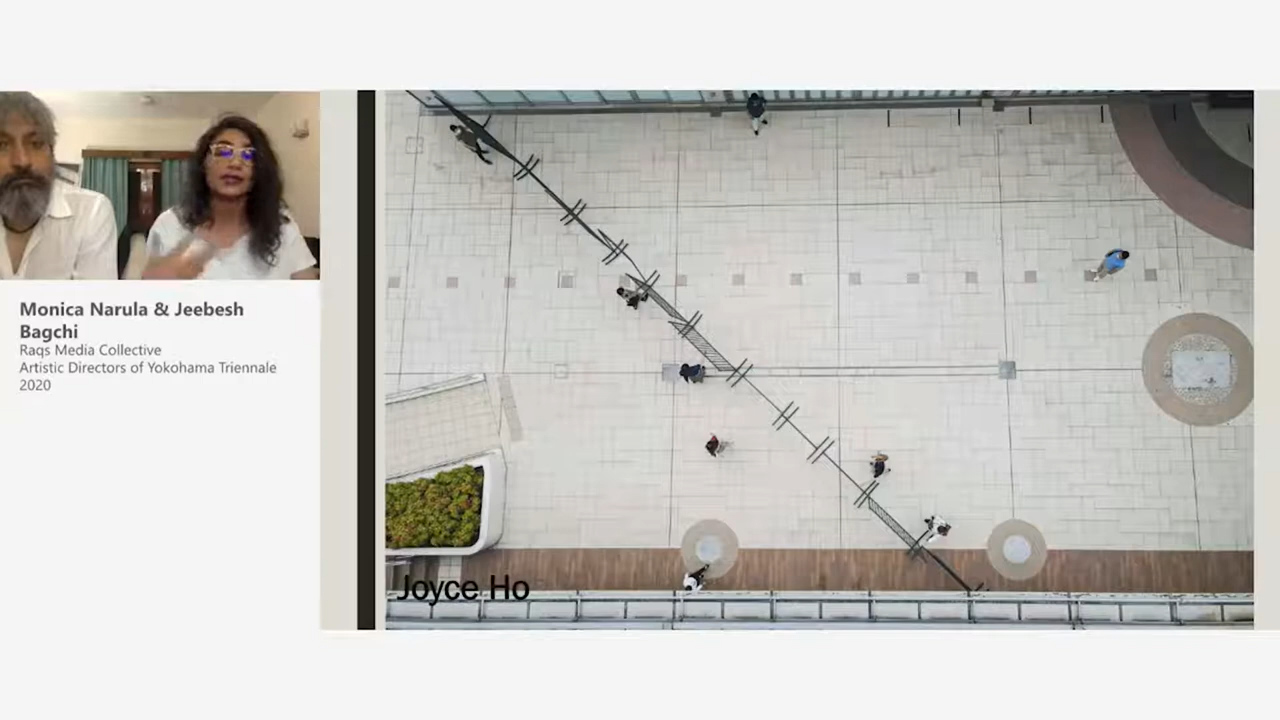 Monica Narula & Jeebesh
Bagchi
Raqs Media Collective
Artistic Directors of Yokohama Triennale
2020
Joyce Ho